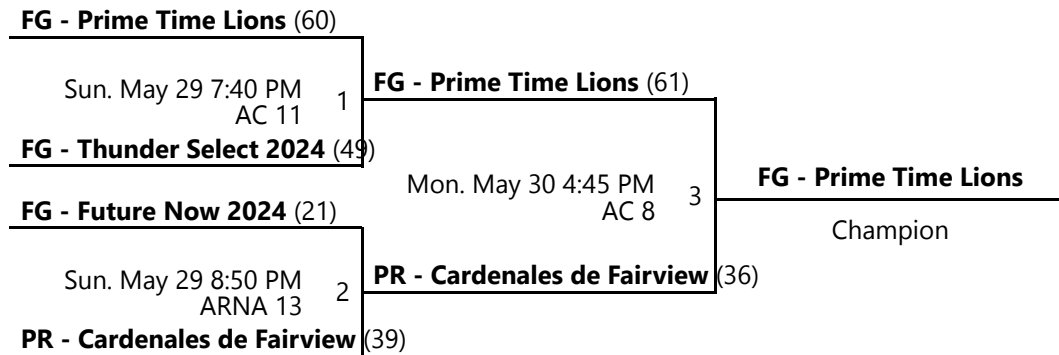 FG - Prime Time Lions (60)
Sun. May 29 7:40 PM
AC 11
1
FG - Thunder Select 2024 (49)
FG - Prime Time Lions (61)
FG - Future Now 2024 (21)
Sun. May 29 8:50 PM
ARNA 13
2
PR - Cardenales de Fairview (39)
Mon. May 30 4:45 PM
AC 8
3
PR - Cardenales de Fairview (36)
FG - Prime Time Lions
Champion